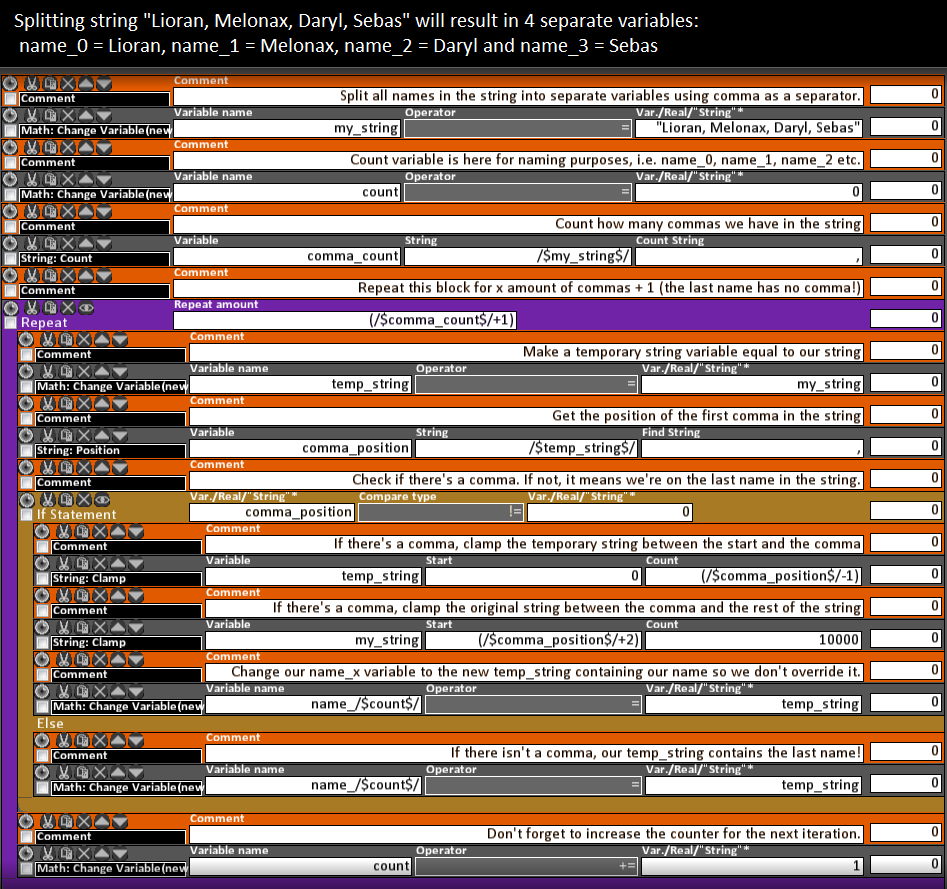 Splitting string "Lioran, Melonax, Daryl, Sebas" will result in 4 separate variables:
name_0 = Lioran, name_1 = Melonax, name_2 = Daryl and name_3 = Sebas
Comment
Comment Split all names in the string into separate variables using comma as a separator. 0
Variable name Operator Var./Real/"String"*
Math: Change Variable(new my_string = "Lioran, Melonax, Daryl, Sebas" 0
Comment
Comment Count variable is here for naming purposes, i.e. name_0, name_1, name_2 etc. 0
Variable name Operator Var./Real/"String"*
Math: Change Variable(new count = 0 0
Comment
Comment Count how many commas we have in the string 0
Variable String Count String
String: Count comma_count /$my_string$/ , 0
Comment
Comment Repeat this block for x amount of commas + 1 (the last name has no comma!) 0
Repeat amount
Repeat (/$comma_count$/+1) 0
Comment
Comment Make a temporary string variable equal to our string 0
Variable name Operator Var./Real/"String"*
Math: Change Variable(new temp_string = my_string 0
Comment
Comment Get the position of the first comma in the string 0
Variable String Find String
String: Position comma_position /$temp_string$/ , 0
Comment
Comment Check if there's a comma. If not, it means we're on the last name in the string. 0
Var./Real/"String"* Compare type Var./Real/"String"*
If Statement comma_position != 0 0
Comment
Comment If there's a comma, clamp the temporary string between the start and the comma 0
Variable Start Count
String: Clamp temp_string 0 (/$comma_position$/-1) 0
Comment
Comment If there's a comma, clamp the original string between the comma and the rest of the string 0
Variable Start Count
String: Clamp my_string (/$comma_position$/+2) 10000 0
Comment
Comment Change our name_x variable to the new temp_string containing our name so we don't override it. 0
Variable name Operator Var./Real/"String"*
Math: Change Variable(new name_/$count$/ = temp_string 0
Else
Comment
Comment If there isn't a comma, our temp_string contains the last name! 0
Variable name Operator Var./Real/"String"*
Math: Change Variable(new name_/$count$/ = temp_string 0
Comment
Comment Don't forget to increase the counter for the next iteration. 0
Variable name Operator Var./Real/"String"*
Math: Change Variable(new count += 1 0